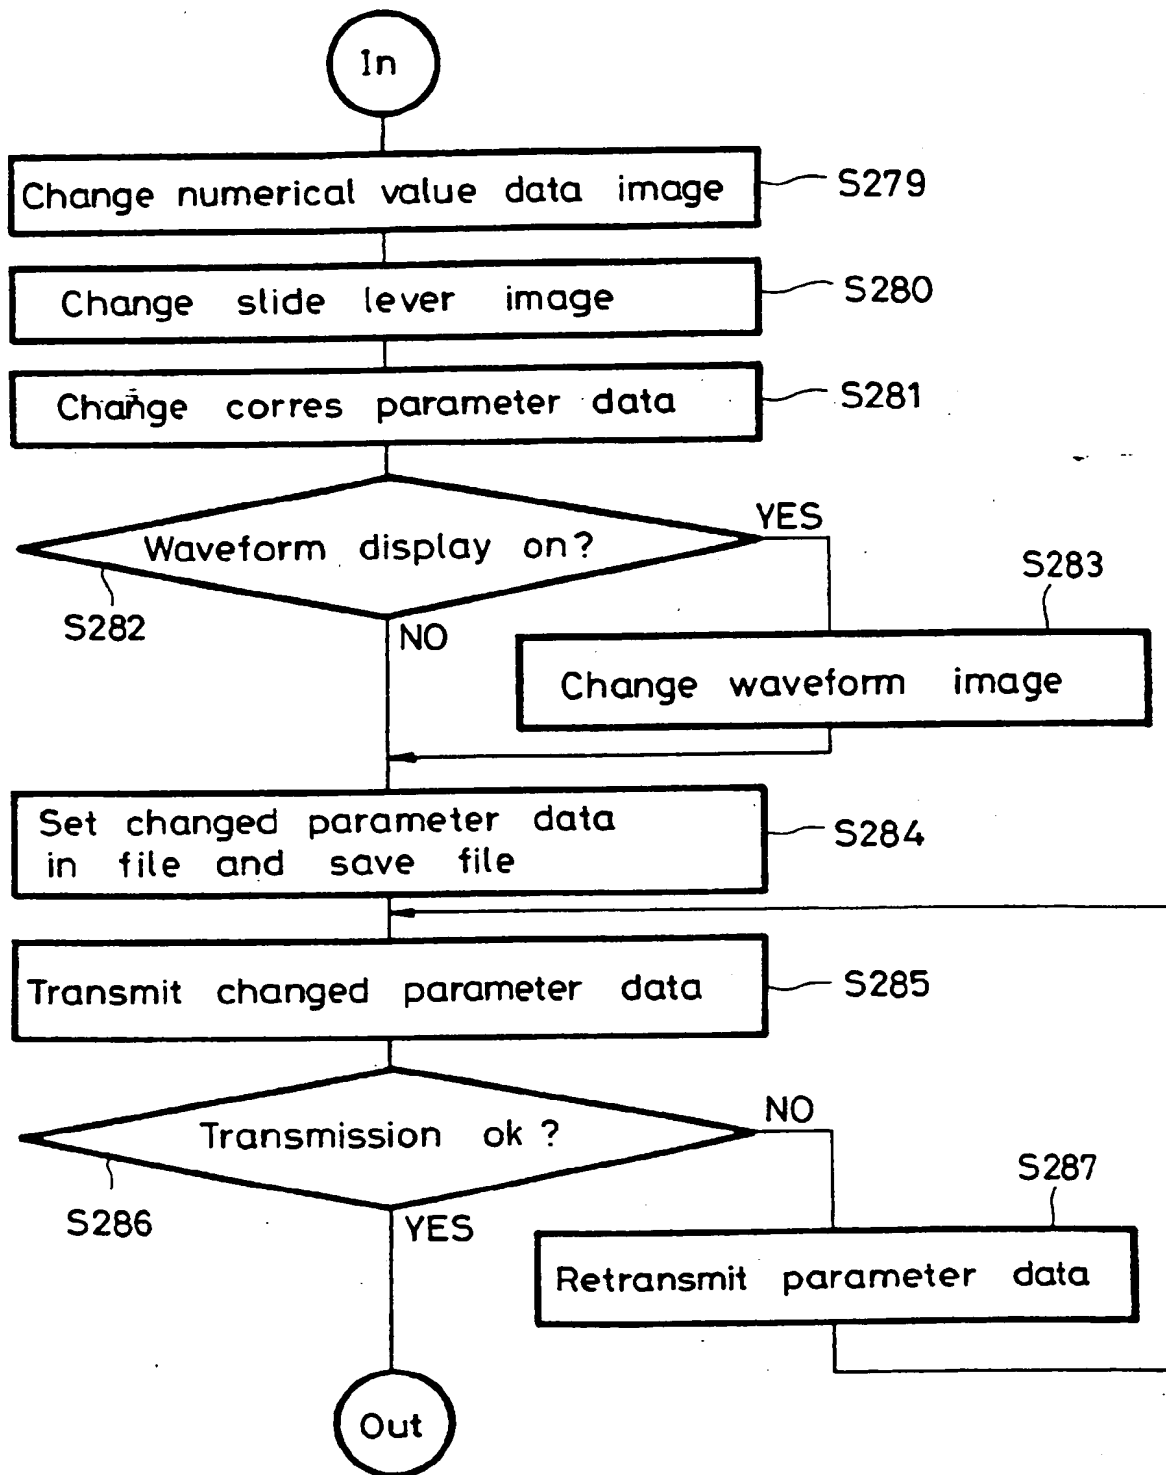 In
Change numerical value data image
S279
Change slide lever image
S280
Change corres parameter data
S281
Waveform display on?
YES
S282
NO
S283
Change waveform image
Set changed parameter data
in file and save file
S284
Transmit changed parameter data
S285
Transmission ok?
NO
S286
YES
S287
Retransmit parameter data
Out